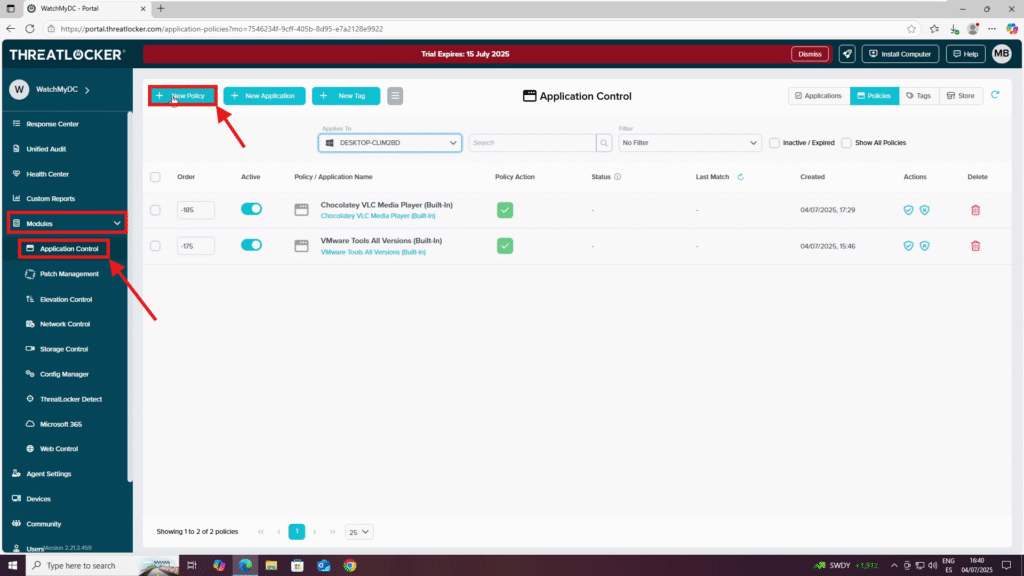 WatchMyDC - Portal
https://portal.threatlocker.com/application-policies?mo=7546234f-9cff-405b-8d95-e7a2128e9922
THREATLOCKER
Trial Expires: 15 July 2025
Dismiss
Install Computer
Help
MB
W
WatchMyDC
Response Center
Unified Audit
Health Center
Custom Reports
Modules
Application Control
Patch Management
Elevation Control
Network Control
Storage Control
Config Manager
ThreatLocker Detect
Microsoft 365
Web Control
Agent Settings
Devices
Community
Users
Version 2.21.3.459
+ New Policy
+ New Application
+ New Tag
Application Control
Applications
Policies
Tags
Store
Applies To
DESKTOP-CLIM2BD
Search
Filter
No Filter
Inactive / Expired
Show All Policies
Order
Active
Policy / Application Name
Policy Action
Status
Last Match
Created
Actions
Delete
-185
Chocolatey VLC Media Player (Built-In)
Chocolatey VLC Media Player (Built-In)
-
-
04/07/2025, 17:29
-175
VMware Tools All Versions (Built-In)
VMware Tools All Versions (Built-In)
-
-
04/07/2025, 15:46
Showing 1 to 2 of 2 policies
1
25
Type here to search
SWDY +1,91%
ENG
ES
16:40
04/07/2025